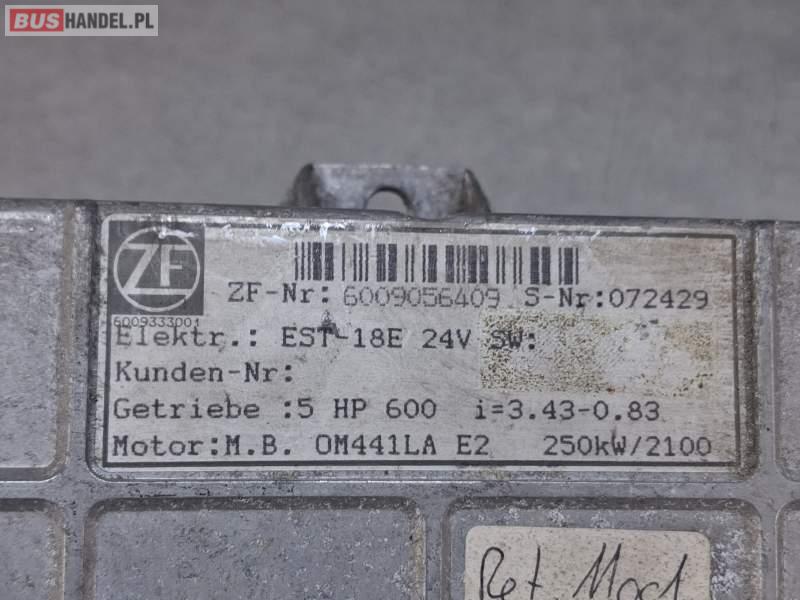 BUSHANDEL.PL
ZF
ZF-Nr: 6009056409 S-Nr:072429
6009333001
Elektr.: EST-18E 24V SW:
Kunden-Nr:
Getriebe :5 HP 600 i=3.43-0.83
Motor:M.B. OM441LA E2 250kW/2100
Ret.